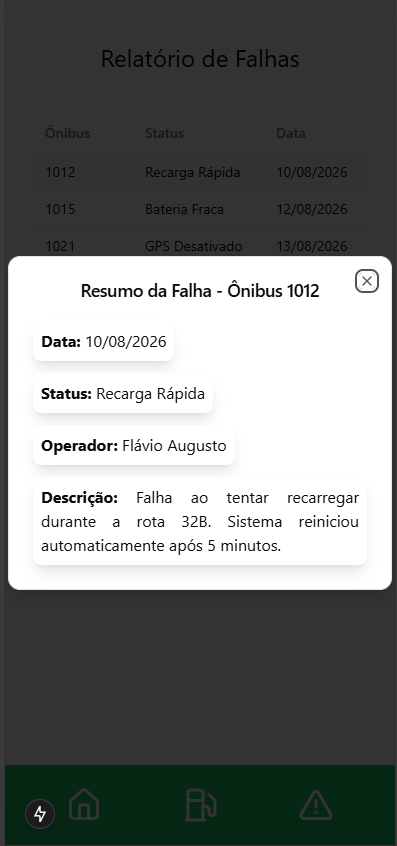 Relatório de Falhas
Ônibus Status Data
1012 Recarga Rápida 10/08/2026
1015 Bateria Fraca 12/08/2026
1021 GPS Desativado 13/08/2026
Resumo da Falha - Ônibus 1012
Data: 10/08/2026
Status: Recarga Rápida
Operador: Flávio Augusto
Descrição: Falha ao tentar recarregar
durante a rota 32B. Sistema reiniciou
automaticamente após 5 minutos.